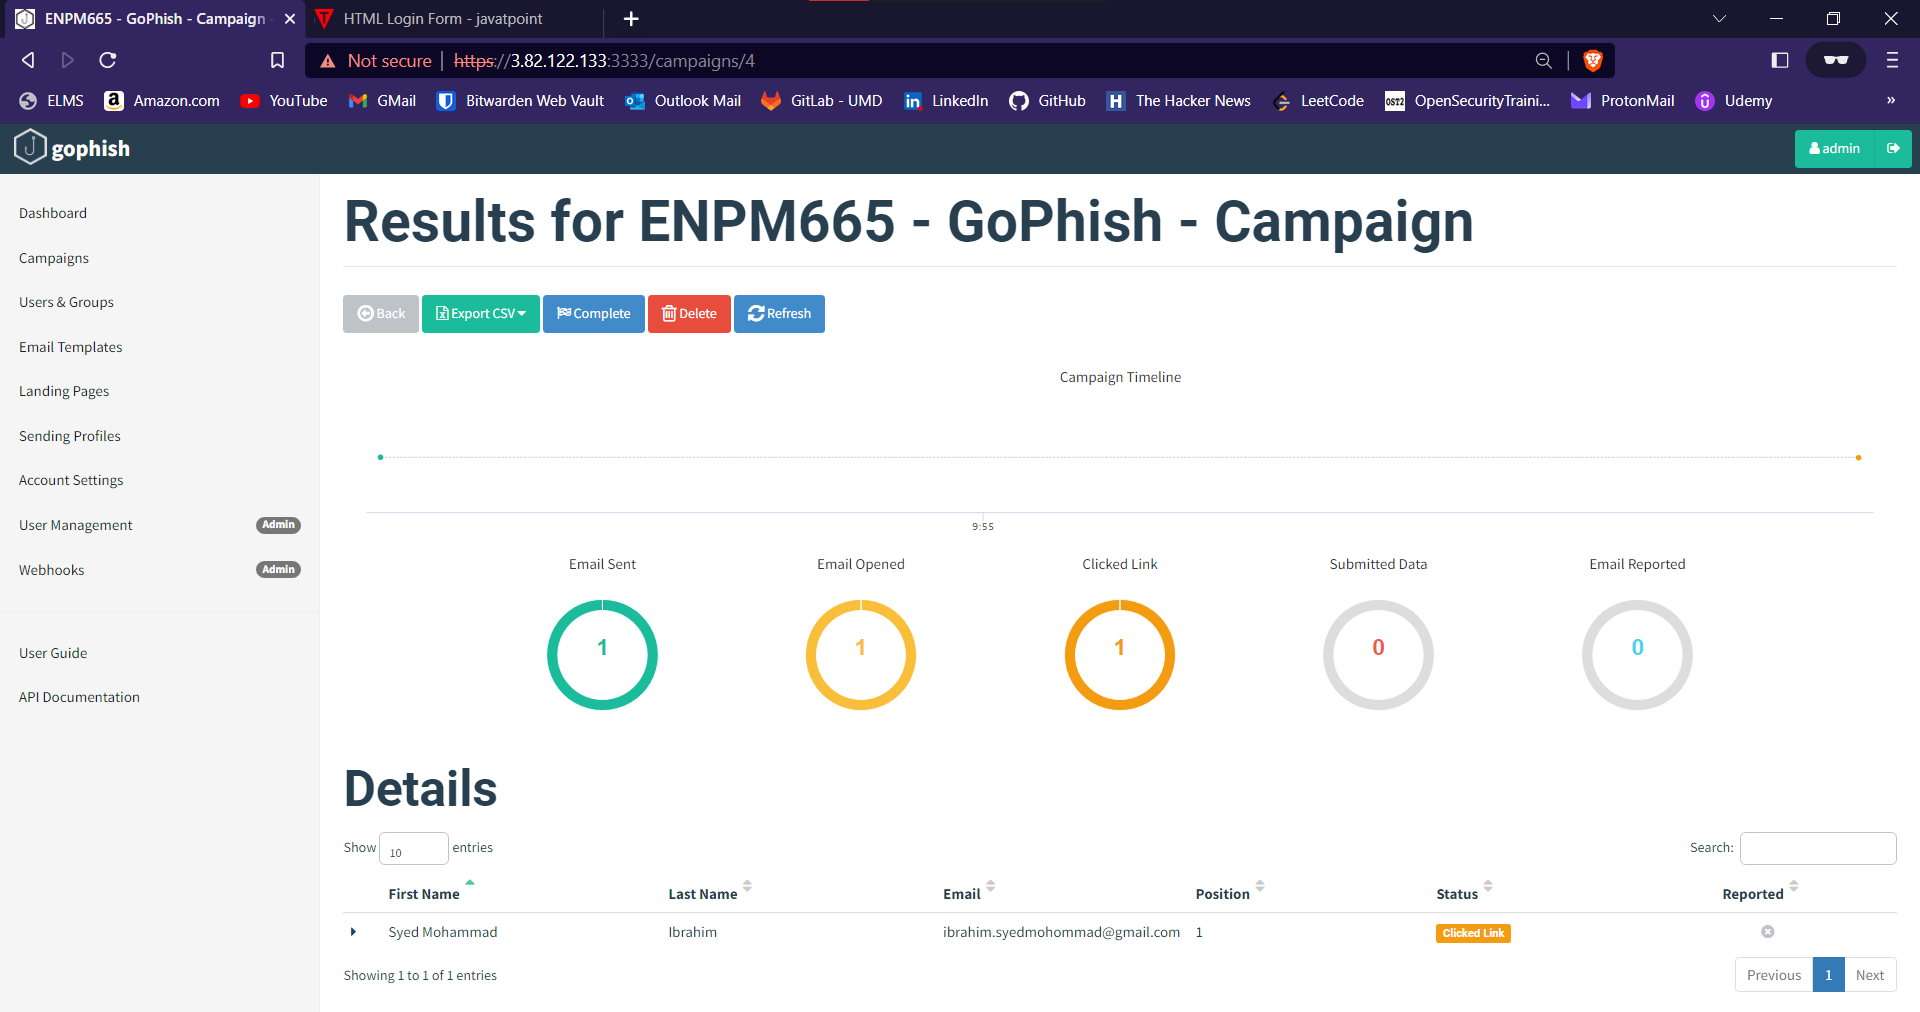 ENPM665 - GoPhish - Campaign
HTML Login Form - javatpoint
Not secure https://3.82.122.133:3333/campaigns/4
ELMS Amazon.com YouTube GMail Bitwarden Web Vault Outlook Mail GitLab - UMD LinkedIn GitHub The Hacker News LeetCode OST2 OpenSecurityTraini... ProtonMail Udemy »
gophish
admin
Dashboard
Campaigns
Users & Groups
Email Templates
Landing Pages
Sending Profiles
Account Settings
User Management Admin
Webhooks Admin
User Guide
API Documentation
Results for ENPM665 - GoPhish - Campaign
Back Export CSV Complete Delete Refresh
Campaign Timeline
9:55
Email Sent Email Opened Clicked Link Submitted Data Email Reported
1 1 1 0 0
Details
Show 10 entries Search:
First Name Last Name Email Position Status Reported
Syed Mohammad Ibrahim ibrahim.syedmohommad@gmail.com 1 Clicked Link
Showing 1 to 1 of 1 entries Previous 1 Next